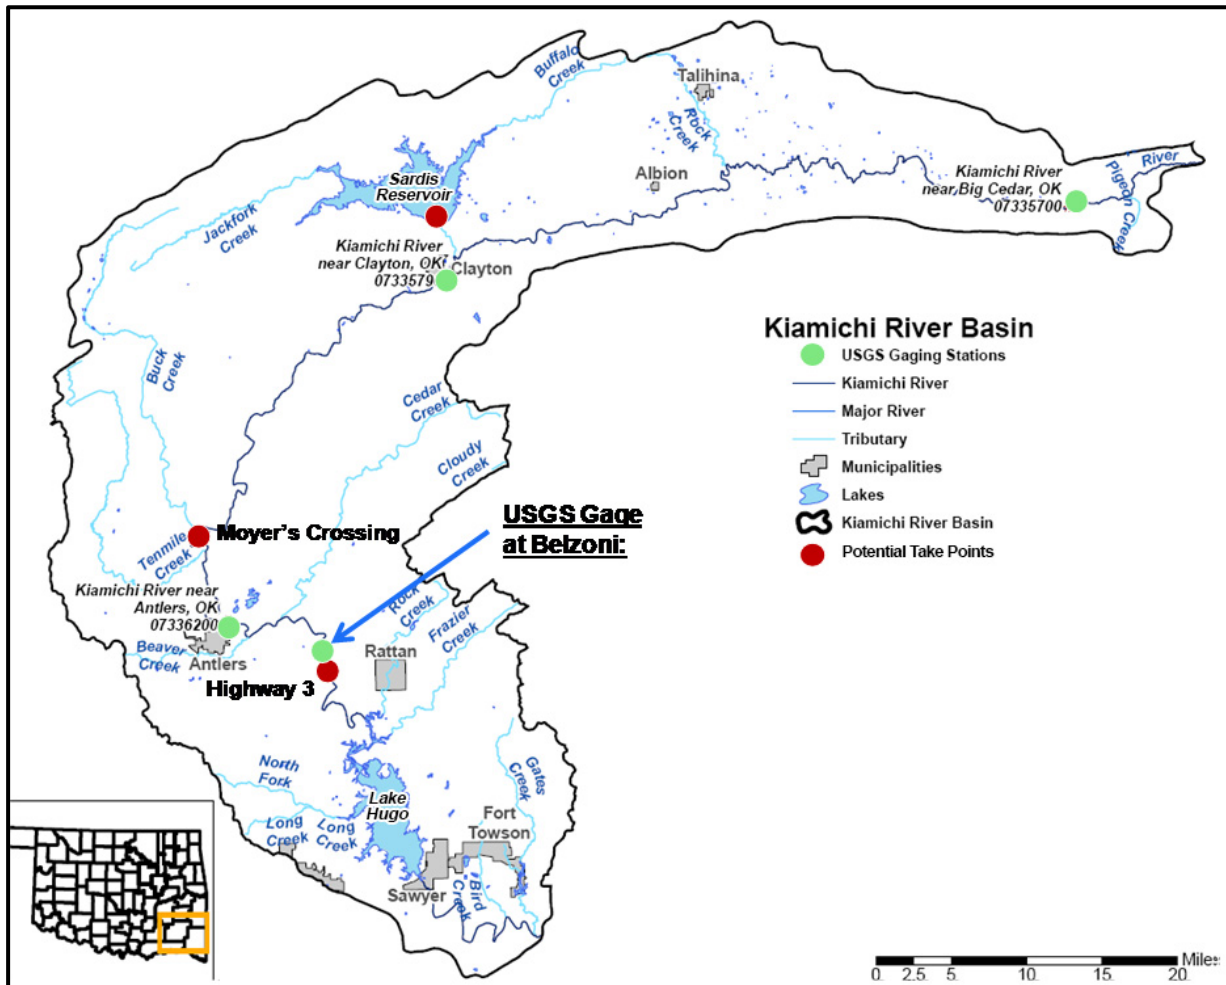 Buffalo
Creek
Talihina
Rock
Creek
Albion
Kiamichi River
near Big Cedar, OK
07335700
Pigeon Creek
River
Sardis
Reservoir
Jackfork
Creek
Kiamichi River
near Clayton, OK
0733579
Clayton
Buck
Creek
Cedar
Creek
Cloudy
Creek
Kiamichi River Basin
USGS Gaging Stations
Kiamichi River
Major River
Tributary
Municipalities
Lakes
Kiamichi River Basin
Potential Take Points
USGS Gage
at Belzoni:
Moyer's Crossing
Tenmile
Creek
Kiamichi River near
Antlers, OK
07336200
Beaver
Creek
Antlers
Highway 3
Rock
Creek
Frazier
Creek
Rattan
North
Fork
Long
Creek
Long
Creek
Lake
Hugo
Gates
Creek
Fort
Towson
Sawyer
Bird
Creek
Miles
0 2.5 5 10 15 20